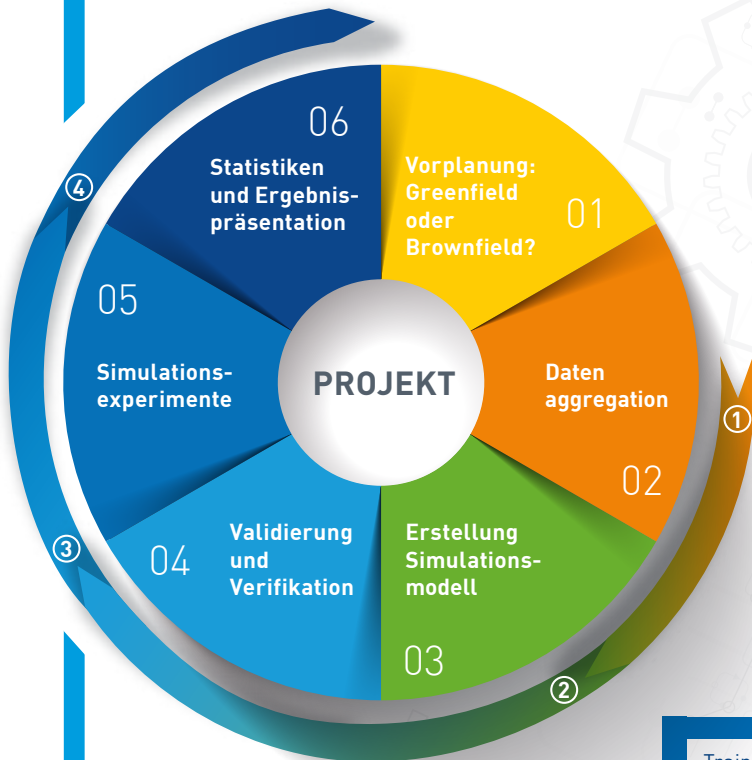 PROJEKT
01
Vorplanung:
Greenfield
oder
Brownfield?
02
Daten
aggregation
03
Erstellung
Simulations-
modell
04
Validierung
und
Verifikation
05
Simulations-
experimente
06
Statistiken
und Ergebnis-
präsentation
①
②
③
④